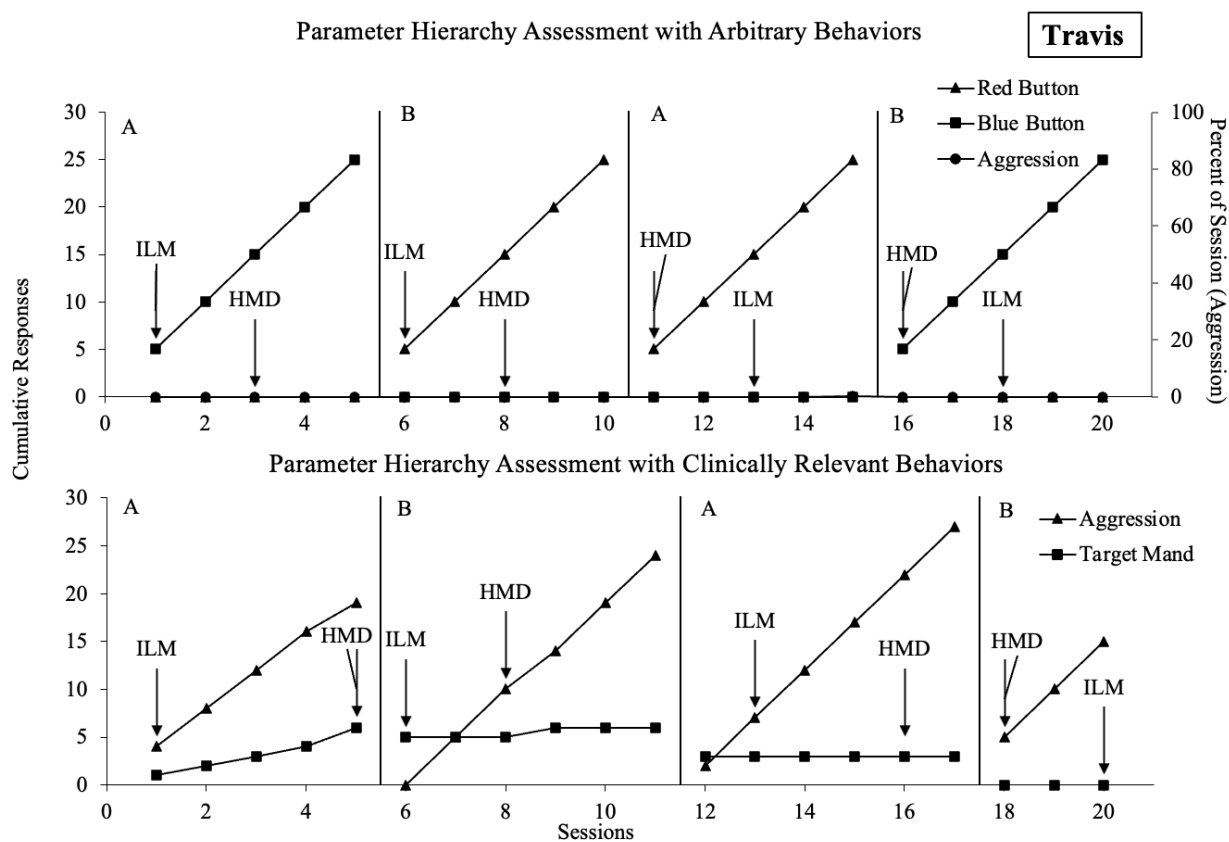 Parameter Hierarchy Assessment with Arbitrary Behaviors
Travis
Red Button
Blue Button
Aggression
A
B
A
B
30
25
20
15
10
5
0
100
80
60
40
20
0
ILM
HMD
ILM
HMD
HMD
ILM
HMD
ILM
0 2 4 6 8 10 12 14 16 18 20
Cumulative Responses
Percent of Session (Aggression)
Parameter Hierarchy Assessment with Clinically Relevant Behaviors
Aggression
Target Mand
A
B
A
B
30
25
20
15
10
5
0
ILM
HMD
ILM
HMD
ILM
HMD
HMD
ILM
0 2 4 6 8 10 12 14 16 18 20
Sessions